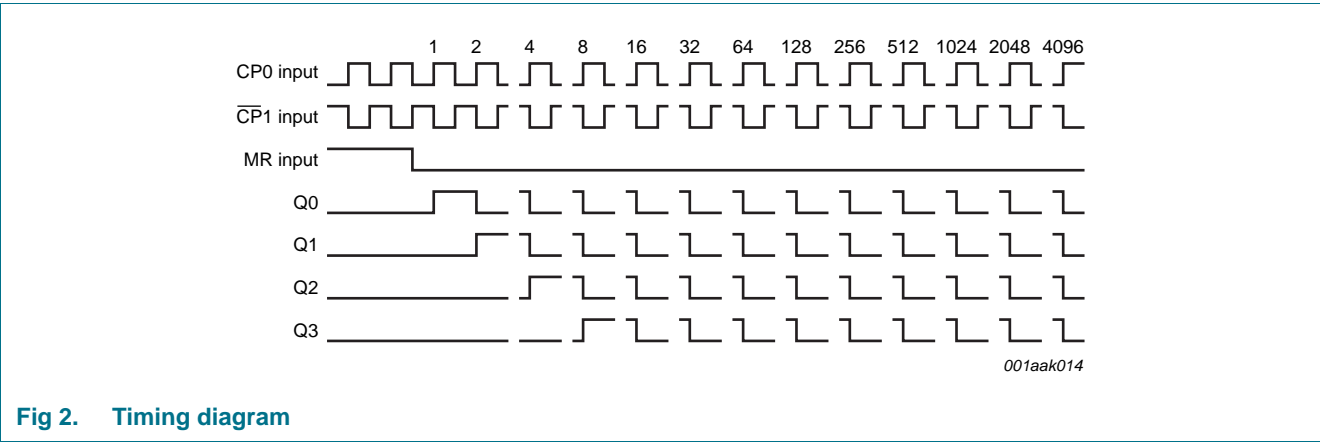 1 2 4 8 16 32 64 128 256 512 1024 2048 4096
CP0 input
C̅P̅1 input
MR input
Q0
Q1
Q2
Q3
001aak014
Fig 2. Timing diagram